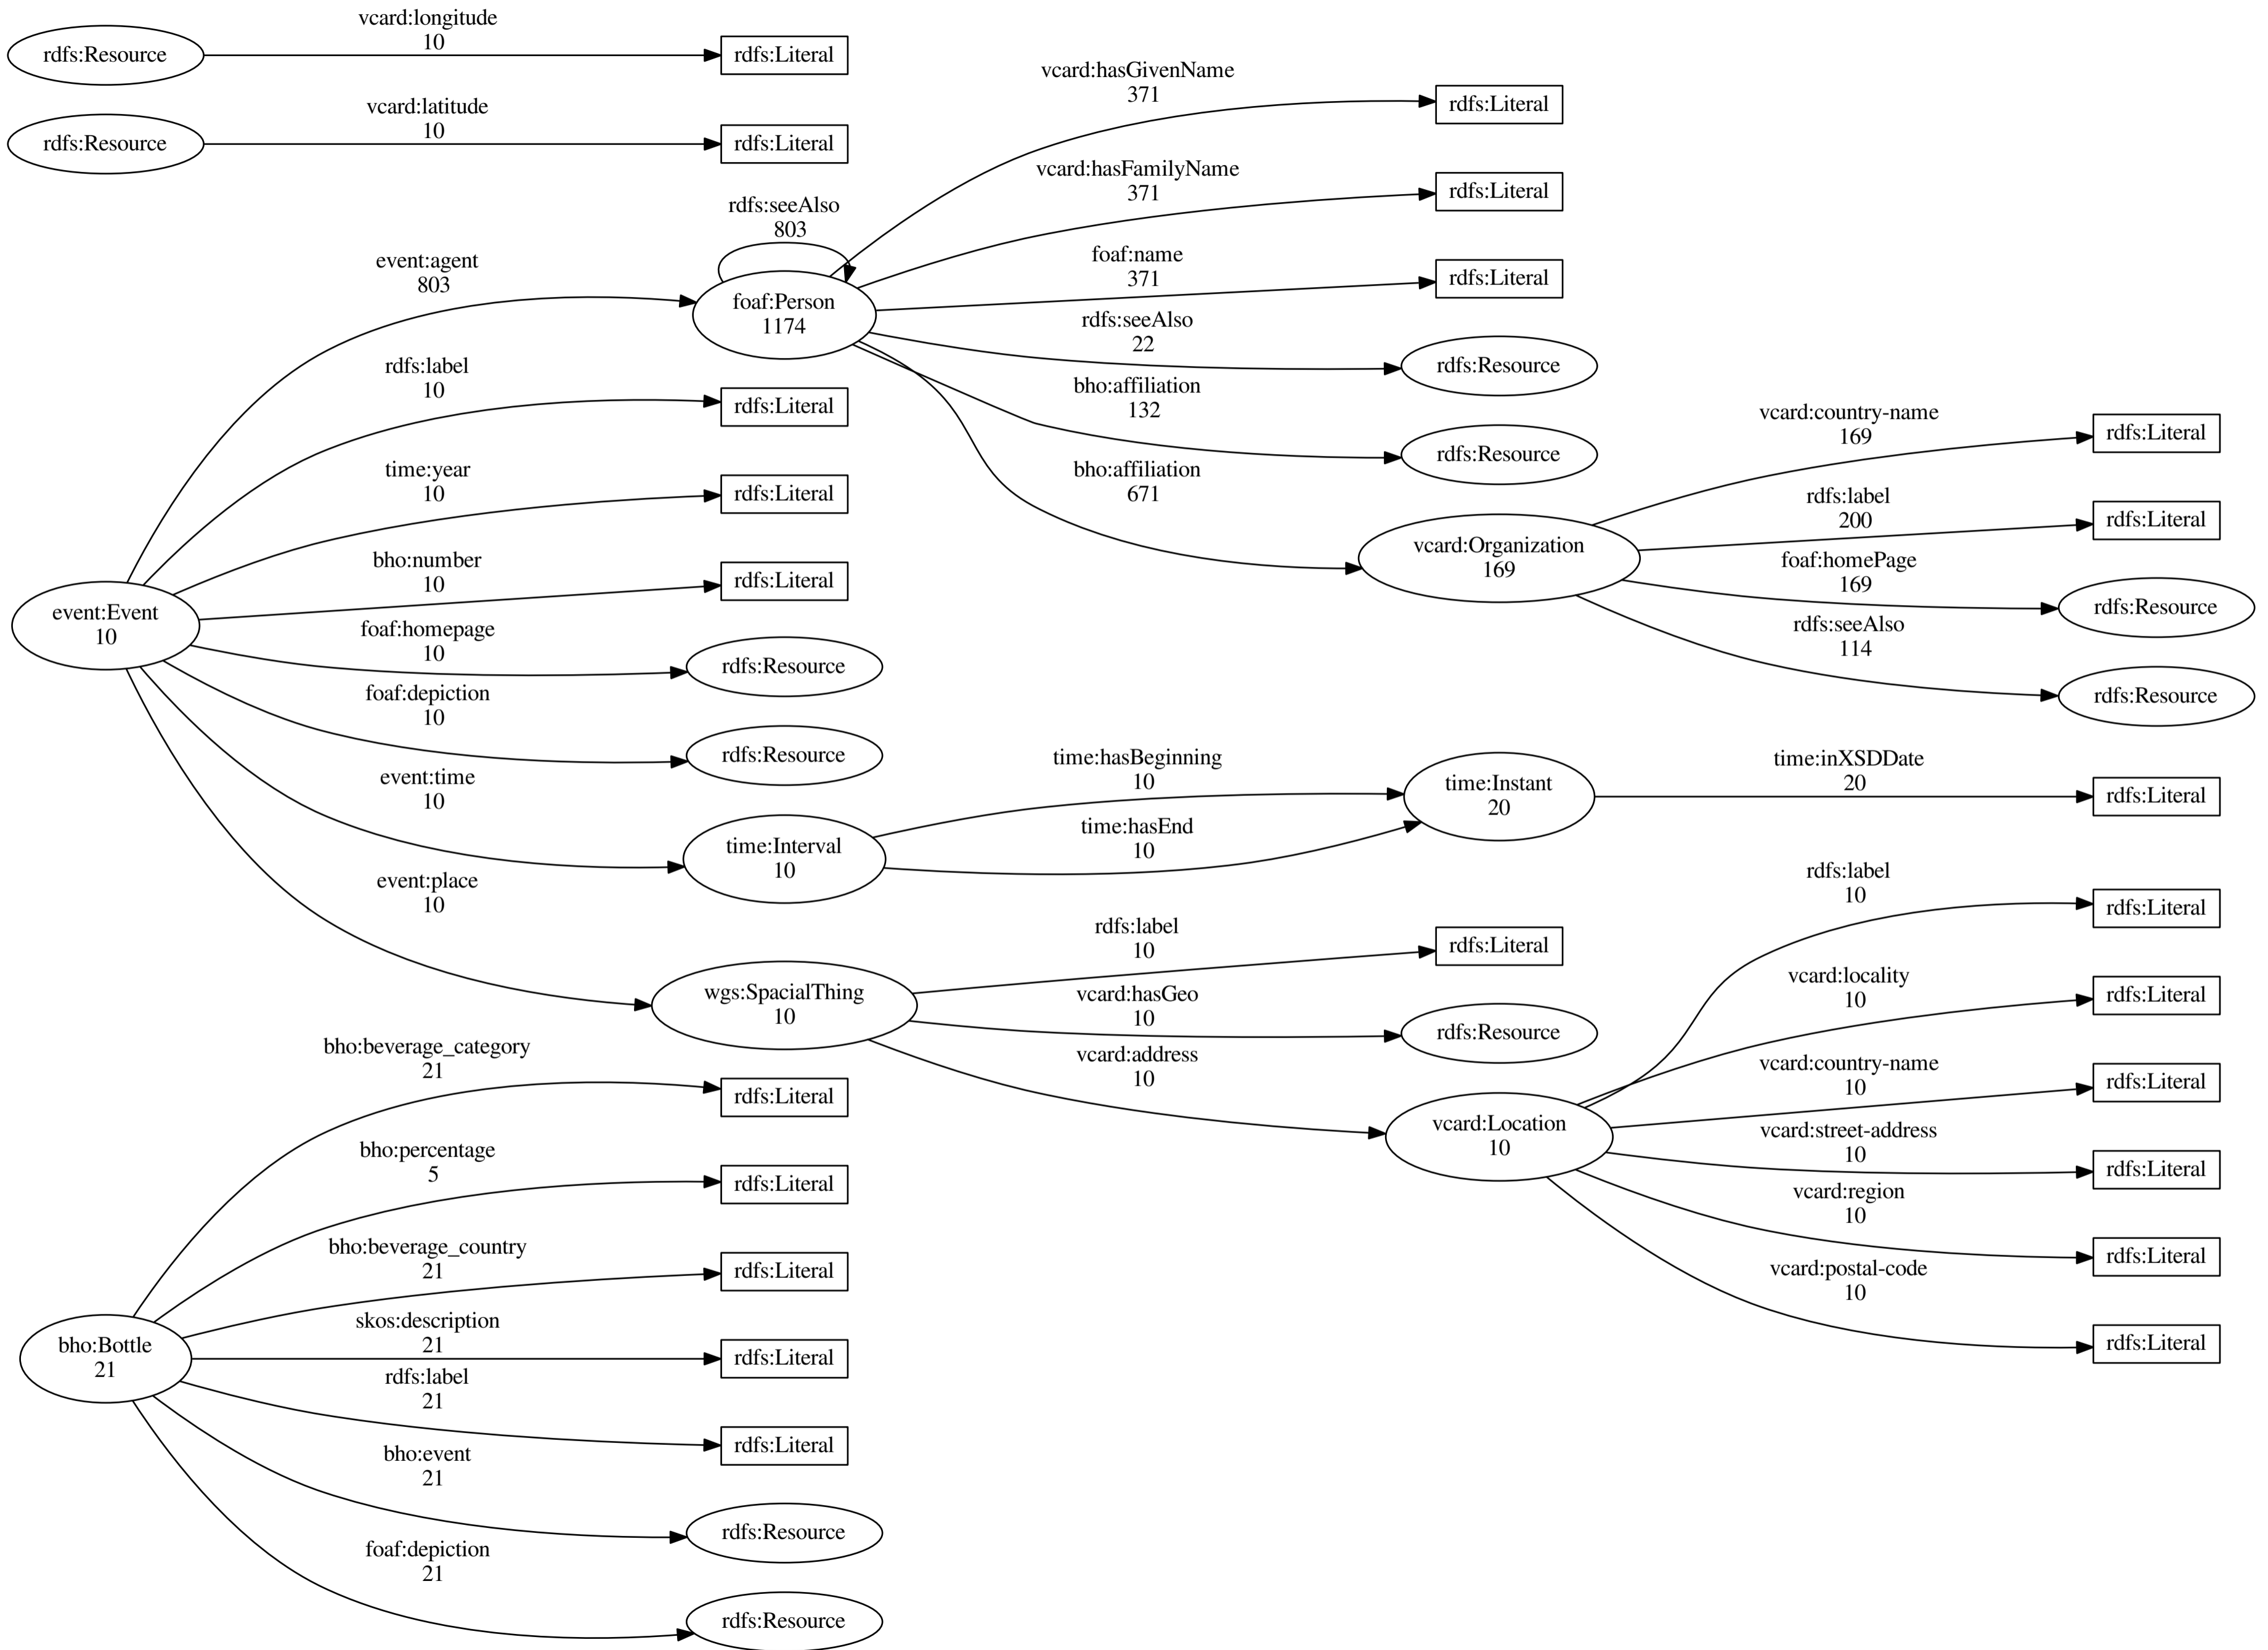 vcard:longitude
10
rdfs:Resource
rdfs:Literal
vcard:latitude
10
rdfs:Resource
rdfs:Literal
vcard:hasGivenName
371
rdfs:Literal
vcard:hasFamilyName
371
rdfs:Literal
rdfs:seeAlso
803
event:agent
803
foaf:Person
1174
foaf:name
371
rdfs:Literal
rdfs:seeAlso
22
rdfs:Resource
bho:affiliation
132
rdfs:Resource
bho:affiliation
671
vcard:Organization
169
vcard:country-name
169
rdfs:Literal
rdfs:label
200
rdfs:Literal
foaf:homePage
169
rdfs:Resource
rdfs:seeAlso
114
rdfs:Resource
rdfs:label
10
rdfs:Literal
time:year
10
rdfs:Literal
bho:number
10
rdfs:Literal
event:Event
10
foaf:homepage
10
rdfs:Resource
foaf:depiction
10
rdfs:Resource
event:time
10
time:Interval
10
time:hasBeginning
10
time:hasEnd
10
time:Instant
20
time:inXSDDate
20
rdfs:Literal
event:place
10
wgs:SpacialThing
10
rdfs:label
10
rdfs:Literal
vcard:hasGeo
10
rdfs:Resource
vcard:address
10
vcard:Location
10
rdfs:label
10
rdfs:Literal
vcard:locality
10
rdfs:Literal
vcard:country-name
10
rdfs:Literal
vcard:street-address
10
rdfs:Literal
vcard:region
10
rdfs:Literal
vcard:postal-code
10
rdfs:Literal
bho:beverage_category
21
rdfs:Literal
bho:percentage
5
rdfs:Literal
bho:beverage_country
21
rdfs:Literal
bho:Bottle
21
skos:description
21
rdfs:Literal
rdfs:label
21
rdfs:Literal
bho:event
21
rdfs:Resource
foaf:depiction
21
rdfs:Resource